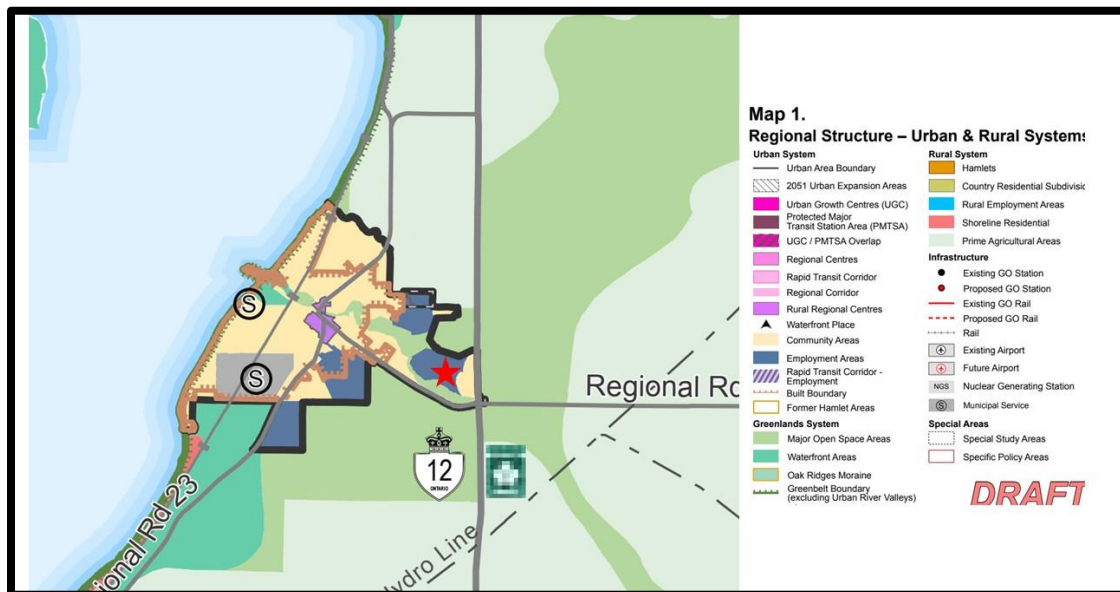 S
S
12
ONTARIO
Regional Rd
ional Rd 23
ydro Line
Map 1.
Regional Structure – Urban & Rural Systems
Urban System
Urban Area Boundary
2051 Urban Expansion Areas
Urban Growth Centres (UGC)
Protected Major
Transit Station Area (PMTSA)
UGC / PMTSA Overlap
Regional Centres
Rapid Transit Corridor
Regional Corridor
Rural Regional Centres
Waterfront Place
Community Areas
Employment Areas
Rapid Transit Corridor -
Employment
Built Boundary
Former Hamlet Areas
Greenlands System
Major Open Space Areas
Waterfront Areas
Oak Ridges Moraine
Greenbelt Boundary
(excluding Urban River Valleys)
Rural System
Hamlets
Country Residential Subdivisio
Rural Employment Areas
Shoreline Residential
Prime Agricultural Areas
Infrastructure
Existing GO Station
Proposed GO Station
Existing GO Rail
Proposed GO Rail
Rail
Existing Airport
Future Airport
NGS Nuclear Generating Station
S Municipal Service
Special Areas
Special Study Areas
Specific Policy Areas
DRAFT